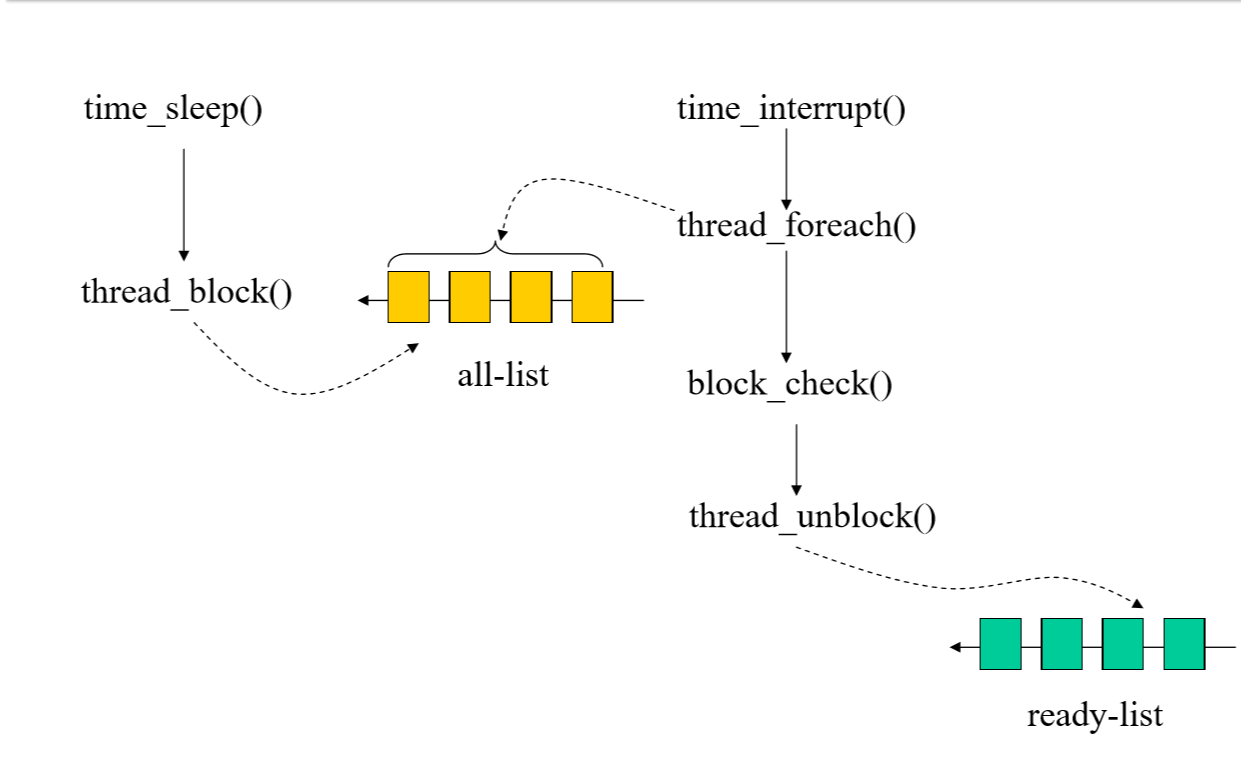 time_sleep()
time_interrupt()
thread_foreach()
thread_block()
all-list
block_check()
thread_unblock()
ready-list